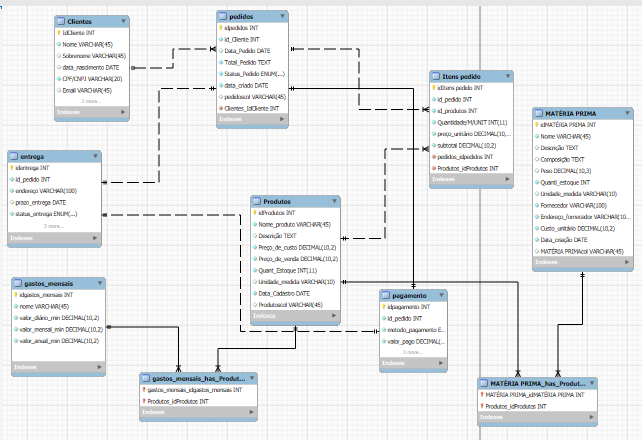 Clientes
idCliente INT
Nome VARCHAR(45)
Sobrenome VARCHAR(45)
data_nascimento DATE
CPF/CNPJ VARCHAR(20)
Email VARCHAR(45)
Indexes
pedidos
idpedidos INT
id_Cliente INT
Data_Pedido DATE
Total_Pedido TEXT
Status_Pedido ENUM(...)
data_criado DATE
pedidoscol VARCHAR(45)
Clientes_IdCliente INT
Indexes
Itens pedido
idItens pedido INT
id_pedido INT
id_produtos INT
Quantidade/M/UNIT INT(11)
preço_unitário DECIMAL(10,...
subtotal DECIMAL(10,2)
pedidos_idpedidos INT
Produtos_idProdutos INT
Indexes
MATÉRIA PRIMA
idMATÉRIA PRIMA INT
Nome VARCHAR(45)
Descrição TEXT
Composição TEXT
Peso DECIMAL(10,3)
Quanti_estoque INT
Unidade_medida VARCHAR(10)
Fornecedor VARCHAR(100)
Endereço_fornecedor VARCHAR(10...
Custo_unitário DECIMAL(10,2)
Data_criação DATE
MATÉRIA PRIMAcol VARCHAR(45)
Indexes
entrega
identrega INT
id_pedido INT
endereço VARCHAR(100)
prazo_entrega DATE
status_entrega ENUM(...)
2 more...
Indexes
Produtos
idProdutos INT
Nome_produto VARCHAR(45)
Descrição TEXT
Preço_de_custo DECIMAL(10,2)
Preço_de_venda DECIMAL(10,2)
Quant_Estoque INT(11)
Unidade_medida VARCHAR(10)
Data_Cadastro DATE
Produtoscol VARCHAR(45)
Indexes
gastos_mensais
idgastos_mensais INT
nome VARCHAR(45)
valor_diário_min DECIMAL(10,2)
valor_mensal_min DECIMAL(10,2)
valor_anual_min DECIMAL(10,2)
Indexes
pagamento
idpagamento INT
id_pedido INT
metodo_pagamento E...
valor_pago DECIMAL(...
Indexes
gastos_mensais_has_Produt...
gastos_mensais_idgastos_mensais INT
Produtos_idProdutos INT
Indexes
MATÉRIA PRIMA_has_Produt...
MATÉRIA PRIMA_idMATÉRIA PRIMA INT
Produtos_idProdutos INT
Indexes